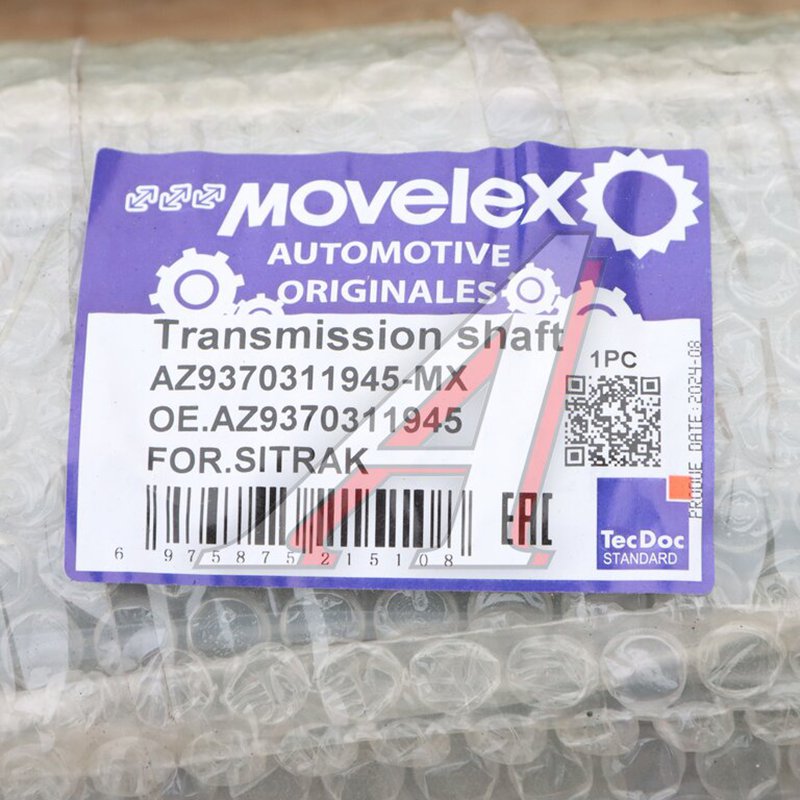 Movelex
AUTOMOTIVE
ORIGINALES
Transmission shaft
AZ9370311945-MX
1PC
OE.AZ9370311945
FOR.SITRAK
PRODUE DATE:2024-08
EAC
TecDoc
STANDARD
6 975875 215108